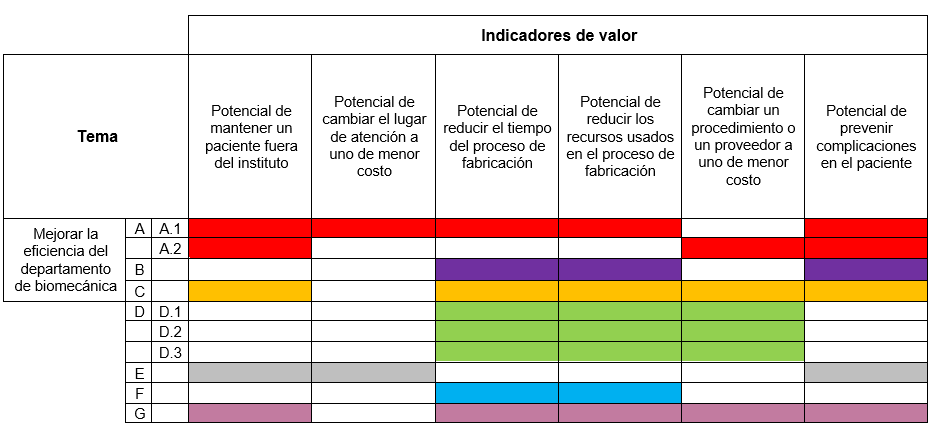 Indicadores de valor
Tema
Potencial de
mantener un
paciente fuera
del instituto
Potencial de
cambiar el lugar
de atención a
uno de menor
costo
Potencial de
reducir el tiempo
del proceso de
fabricación
Potencial de
reducir los
recursos usados
en el proceso de
fabricación
Potencial de
cambiar un
procedimiento o
un proveedor a
uno de menor
costo
Potencial de
prevenir
complicaciones
en el paciente
Mejorar la
eficiencia del
departamento
de biomecánica
A A.1
A.2
B
C
D D.1
D.2
D.3
E
F
G